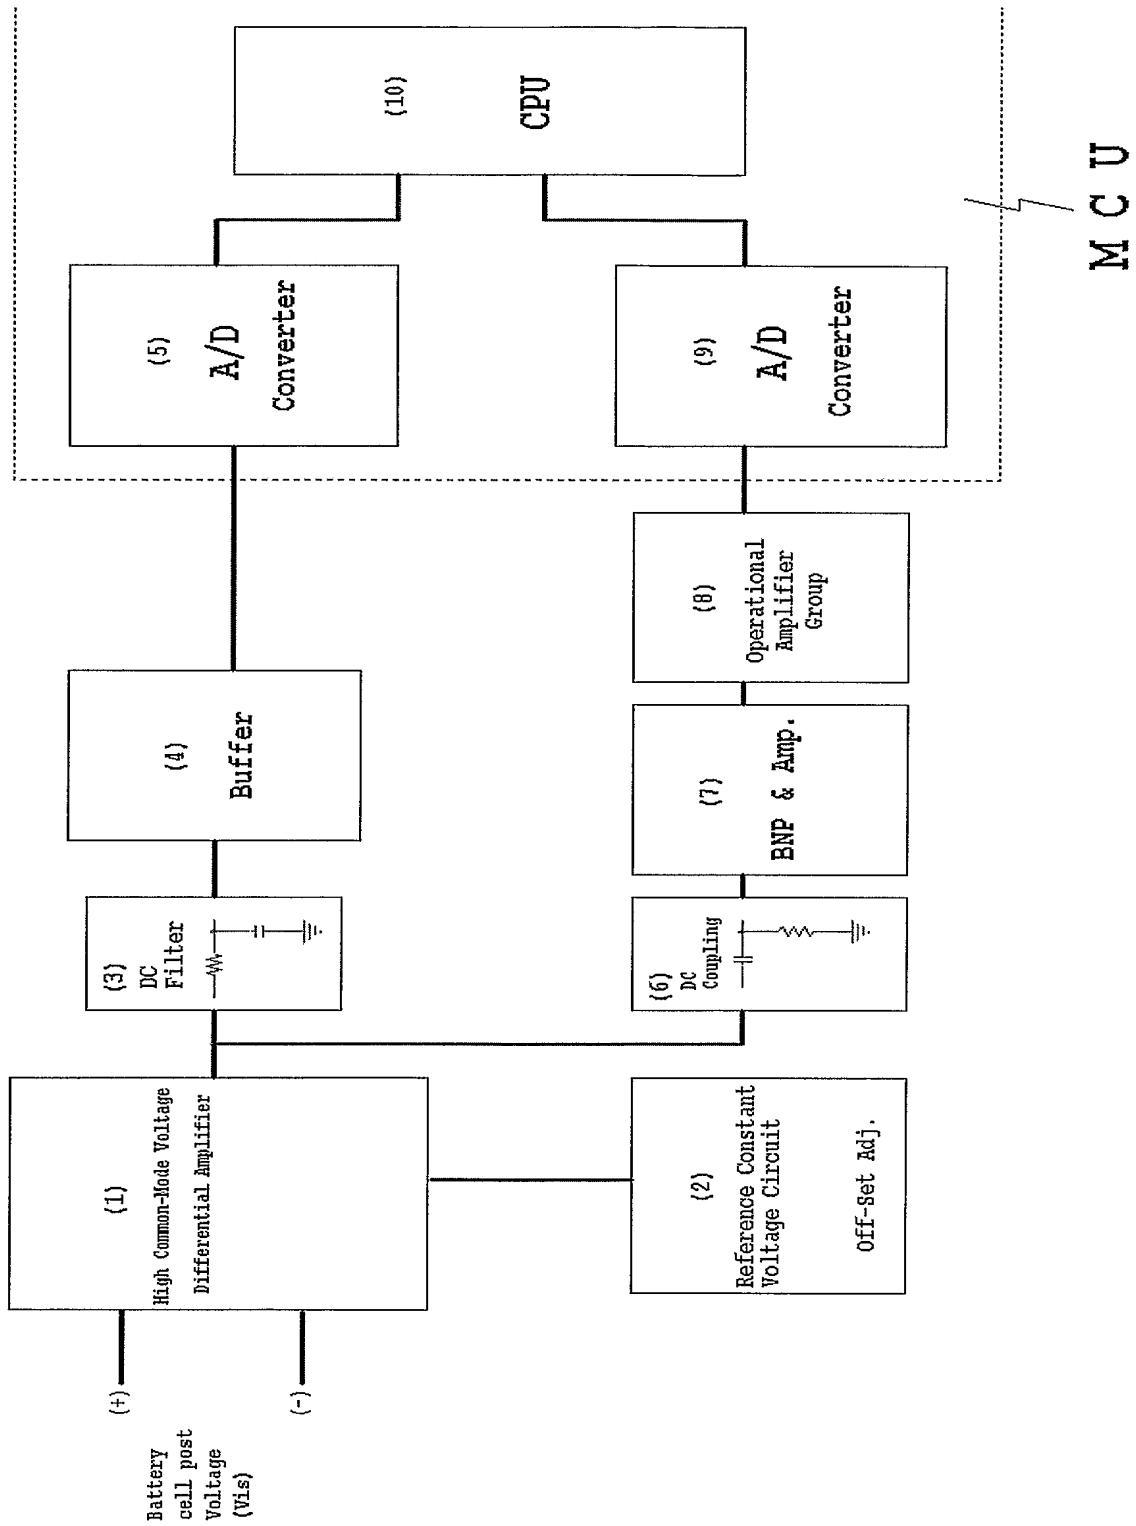 Battery
cell post
Voltage
(Vis)
(+)
(-)
(1)
High Common-Mode Voltage
Differential Amplifier
(2)
Reference Constant
Voltage Circuit
Off-Set Adj.
(3)
DC
Filter
(4)
Buffer
(5)
A/D
Converter
(6)
DC
Coupling
(7)
BNP & Amp.
(8)
Operational
Amplifier
Group
(9)
A/D
Converter
(10)
CPU
M C U